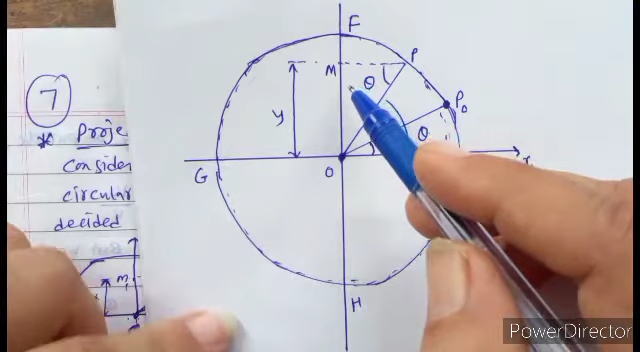 7
* Proje
Consider
circular
decided
m
F
M
P
θ
P₀
y
θ
G
O
x
H
PowerDirector